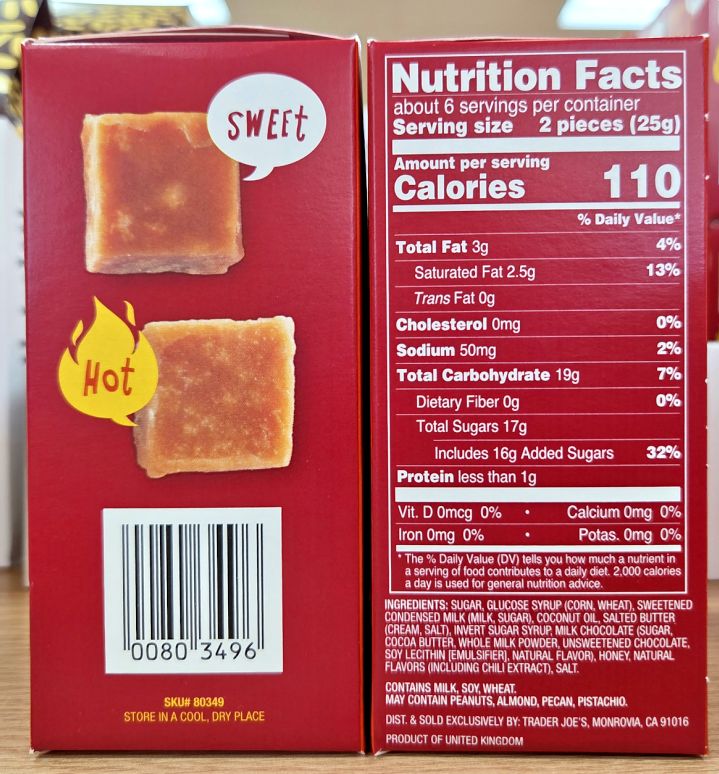 SWEEt
Hot
0080 3496
SKU# 80349
STORE IN A COOL, DRY PLACE
Nutrition Facts
about 6 servings per container
Serving size 2 pieces (25g)
Amount per serving
Calories 110
% Daily Value*
Total Fat 3g 4%
Saturated Fat 2.5g 13%
Trans Fat 0g
Cholesterol 0mg 0%
Sodium 50mg 2%
Total Carbohydrate 19g 7%
Dietary Fiber 0g 0%
Total Sugars 17g
Includes 16g Added Sugars 32%
Protein less than 1g
Vit. D 0mcg 0% • Calcium 0mg 0%
Iron 0mg 0% • Potas. 0mg 0%
* The % Daily Value (DV) tells you how much a nutrient in
a serving of food contributes to a daily diet. 2,000 calories
a day is used for general nutrition advice.
INGREDIENTS: SUGAR, GLUCOSE SYRUP (CORN, WHEAT), SWEETENED
CONDENSED MILK (MILK, SUGAR), COCONUT OIL, SALTED BUTTER
(CREAM, SALT), INVERT SUGAR SYRUP, MILK CHOCOLATE (SUGAR,
COCOA BUTTER, WHOLE MILK POWDER, UNSWEETENED CHOCOLATE,
SOY LECITHIN [EMULSIFIER], NATURAL FLAVOR), HONEY, NATURAL
FLAVORS (INCLUDING CHILI EXTRACT), SALT.
CONTAINS MILK, SOY, WHEAT.
MAY CONTAIN PEANUTS, ALMOND, PECAN, PISTACHIO.
DIST. & SOLD EXCLUSIVELY BY: TRADER JOE'S, MONROVIA, CA 91016
PRODUCT OF UNITED KINGDOM